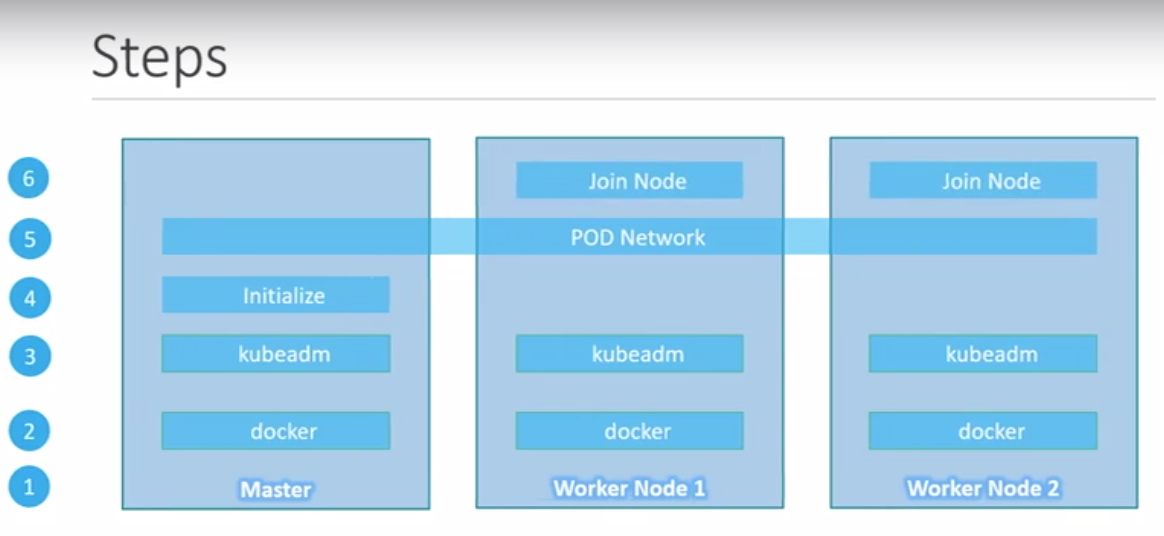 Steps
6
Join Node
Join Node
5
POD Network
4
Initialize
3
kubeadm
kubeadm
kubeadm
2
docker
docker
docker
1
Master
Worker Node 1
Worker Node 2